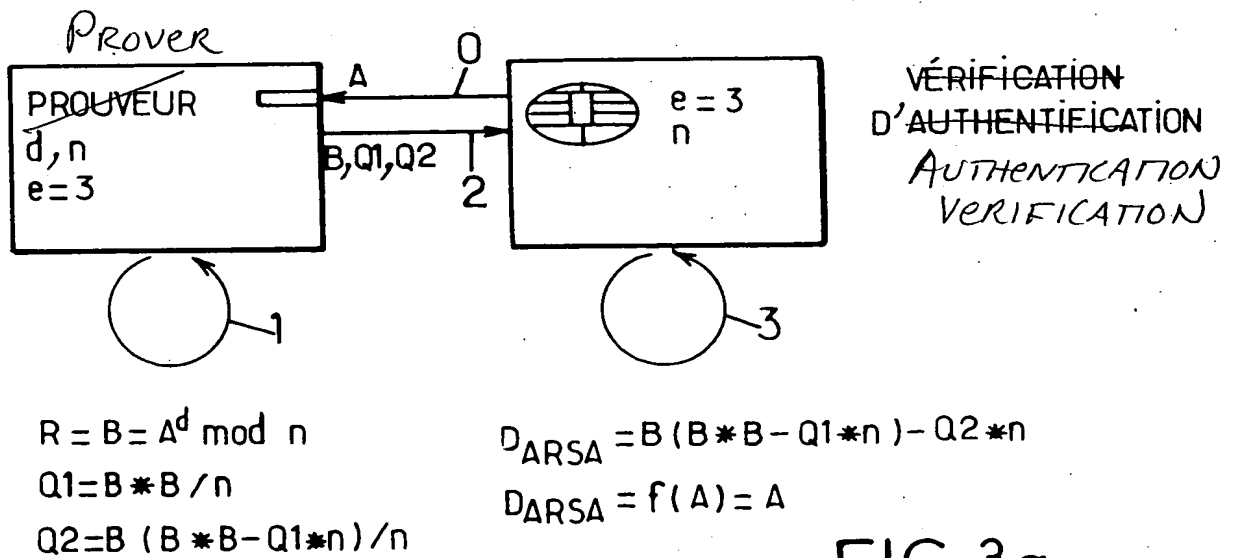 PROVER
PROUVEUR
d, n
e = 3
A
0
B,Q1,Q2
2
e = 3
n
VÉRIFICATION
D'AUTHENTIFICATION
AUTHENTICATION
VERIFICATION
1
3
R = B = A^d mod n
Q1=B*B/n
Q2=B (B*B-Q1*n)/n
D_ARSA = B (B*B-Q1*n)-Q2*n
D_ARSA = f(A) = A
FIG.3a